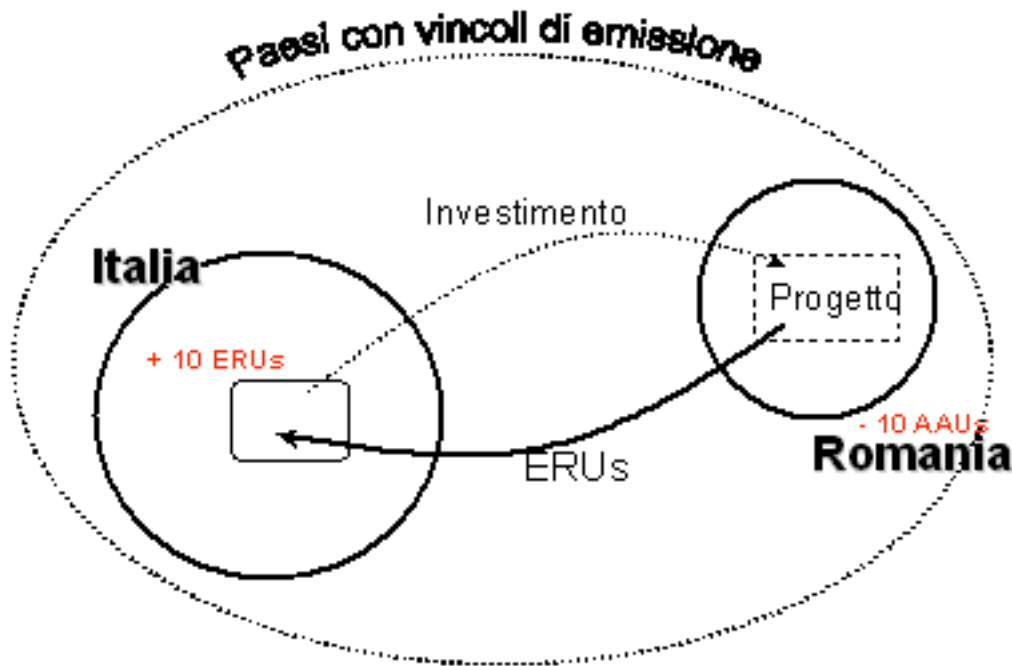 Paesi con vincoli di emissione
Investimento
Italia
Progetto
+ 10 ERUs
- 10 AAUs
Romania
ERUs